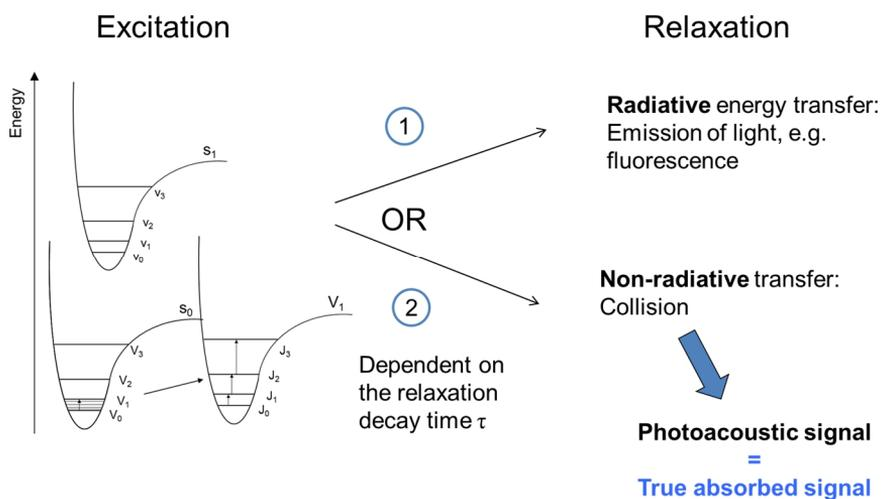 Excitation
Relaxation
Energy
S1
v3
v2
v1
v0
S0
V3
V2
V1
V0
V1
J3
J2
J1
J0
1
OR
2
Dependent on
the relaxation
decay time τ
Radiative energy transfer:
Emission of light, e.g.
fluorescence
Non-radiative transfer:
Collision
Photoacoustic signal
=
True absorbed signal